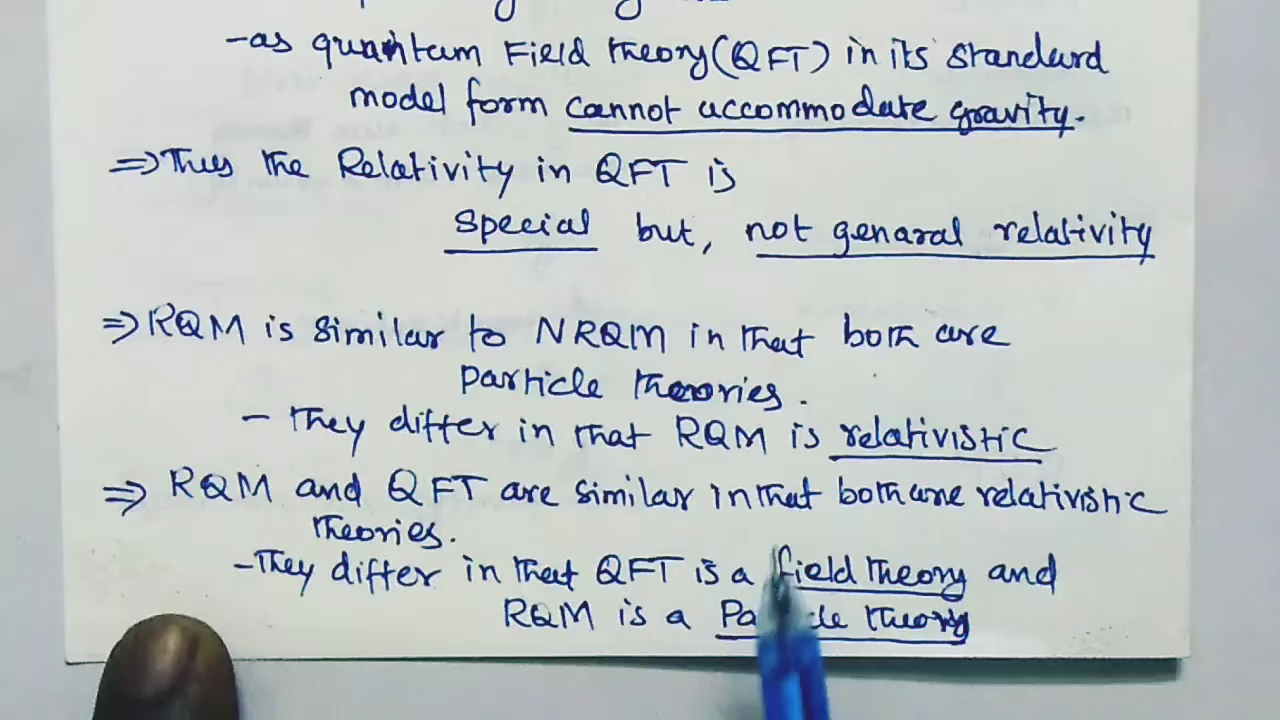 -as quantum Field theory (QFT) in its standard
model form cannot accommodate gravity.
⇒ Thus the Relativity in QFT is
special but, not genaral relativity
⇒ RQM is similar to NRQM in that both are
particle theories.
- They differ in that RQM is relativistic
⇒ RQM and QFT are similar in that both are relativistic
theories.
- They differ in that QFT is a field theory and
RQM is a theory